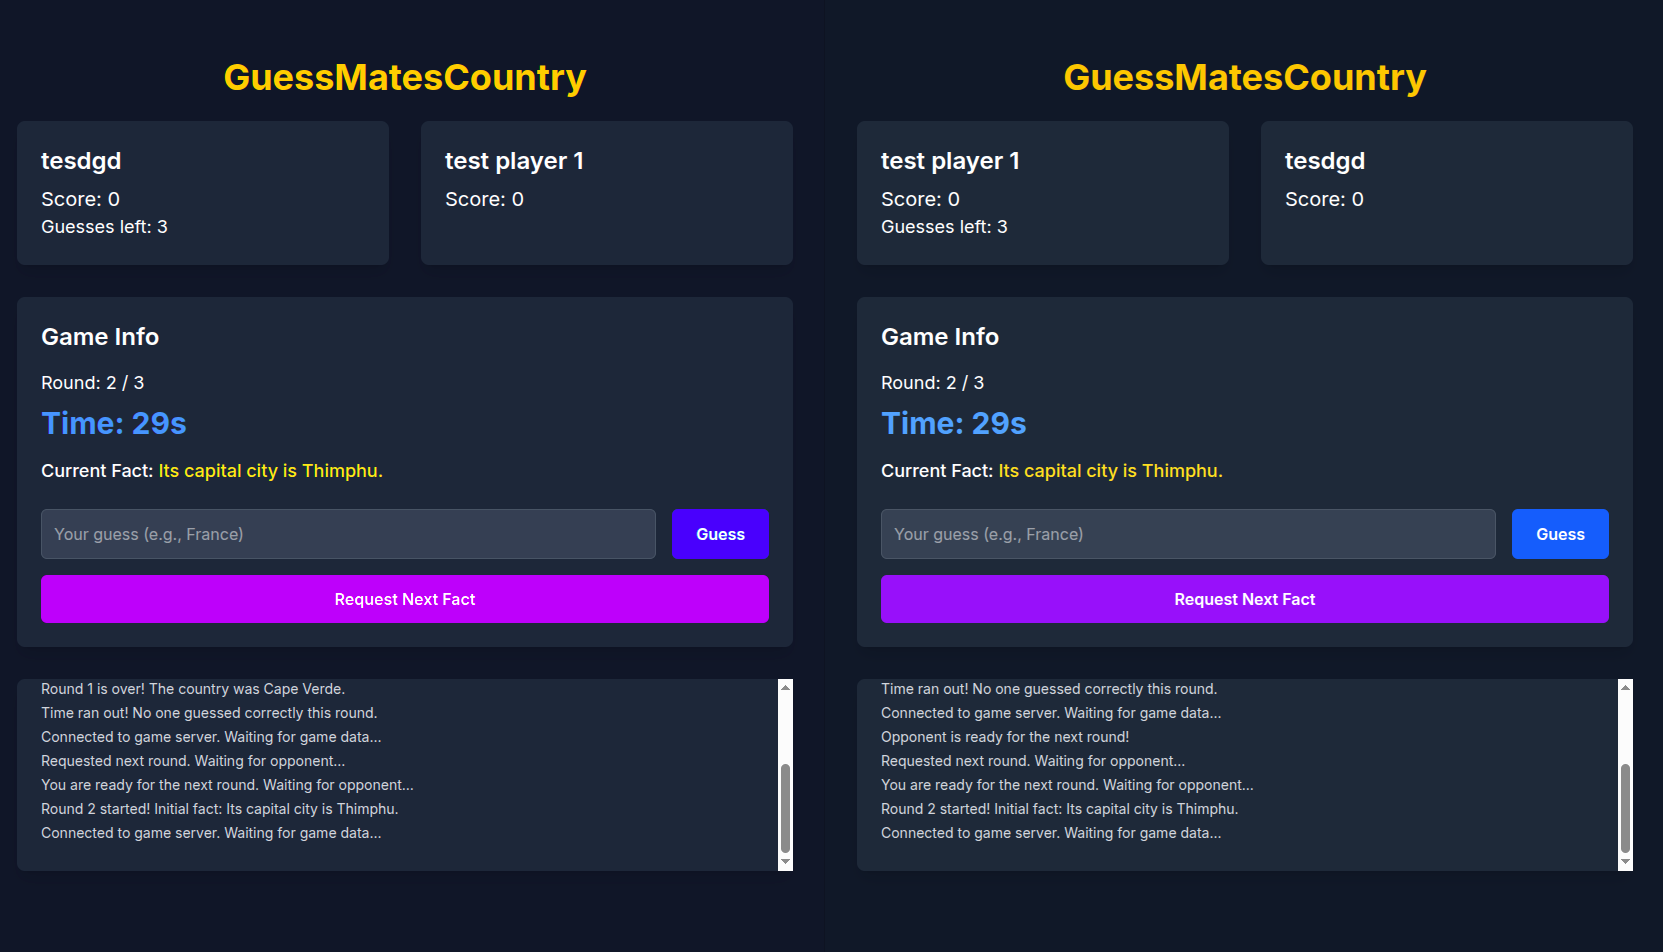 GuessMatesCountry
tesdgd
Score: 0
Guesses left: 3
test player 1
Score: 0
Game Info
Round: 2 / 3
Time: 29s
Current Fact: Its capital city is Thimphu.
Your guess (e.g., France)
Guess
Request Next Fact
Round 1 is over! The country was Cape Verde.
Time ran out! No one guessed correctly this round.
Connected to game server. Waiting for game data...
Requested next round. Waiting for opponent...
You are ready for the next round. Waiting for opponent...
Round 2 started! Initial fact: Its capital city is Thimphu.
Connected to game server. Waiting for game data...
GuessMatesCountry
test player 1
Score: 0
Guesses left: 3
tesdgd
Score: 0
Game Info
Round: 2 / 3
Time: 29s
Current Fact: Its capital city is Thimphu.
Your guess (e.g., France)
Guess
Request Next Fact
Time ran out! No one guessed correctly this round.
Connected to game server. Waiting for game data...
Opponent is ready for the next round!
Requested next round. Waiting for opponent...
You are ready for the next round. Waiting for opponent...
Round 2 started! Initial fact: Its capital city is Thimphu.
Connected to game server. Waiting for game data...